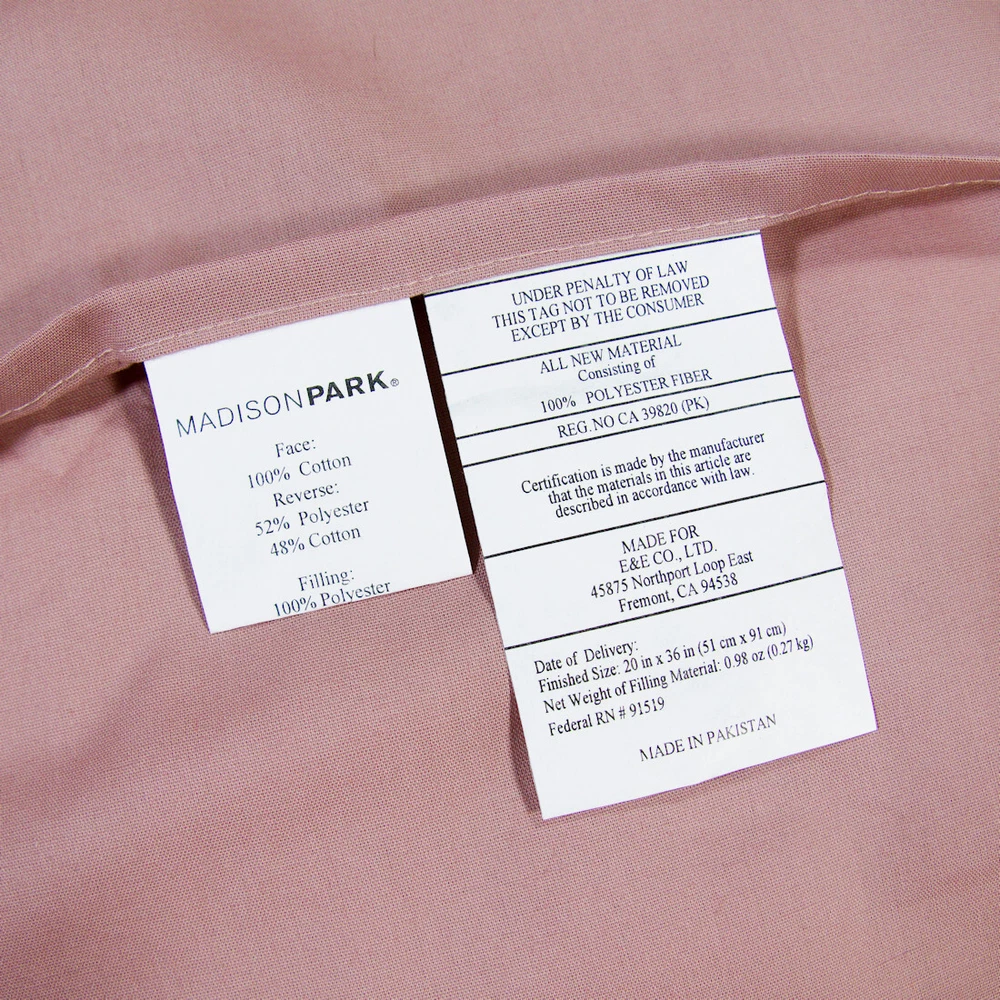 MADISONPARK®
Face:
100% Cotton
Reverse:
52% Polyester
48% Cotton
Filling:
100% Polyester
UNDER PENALTY OF LAW
THIS TAG NOT TO BE REMOVED
EXCEPT BY THE CONSUMER
ALL NEW MATERIAL
Consisting of
100% POLYESTER FIBER
REG.NO CA 39820 (PK)
Certification is made by the manufacturer
that the materials in this article are
described in accordance with law.
MADE FOR
E&E CO., LTD.
45875 Northport Loop East
Fremont, CA 94538
Date of Delivery:
Finished Size: 20 in x 36 in (51 cm x 91 cm)
Net Weight of Filling Material: 0.98 oz (0.27 kg)
Federal RN # 91519
MADE IN PAKISTAN